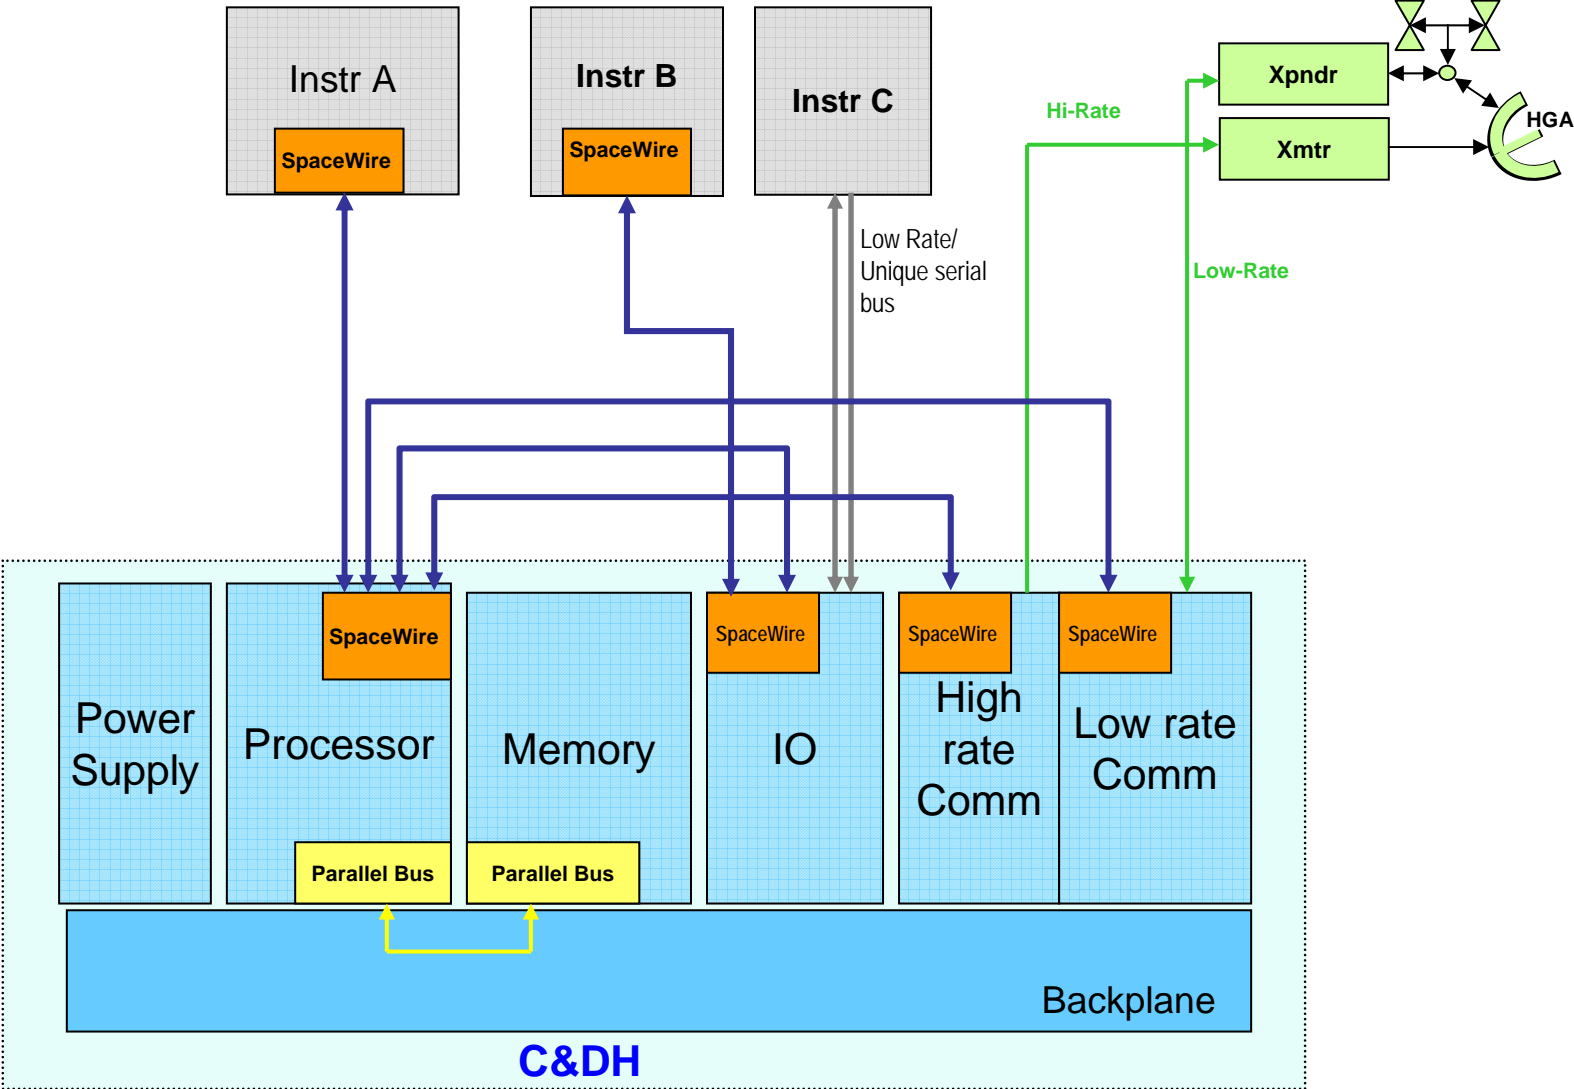 Instr A
SpaceWire
Instr B
SpaceWire
Instr C
Low Rate/
Unique serial
bus
Hi-Rate
Low-Rate
Xpndr
Xmtr
HGA
Power
Supply
SpaceWire
Processor
Parallel Bus
Memory
Parallel Bus
SpaceWire
IO
SpaceWire
High
rate
Comm
SpaceWire
Low rate
Comm
Backplane
C&DH